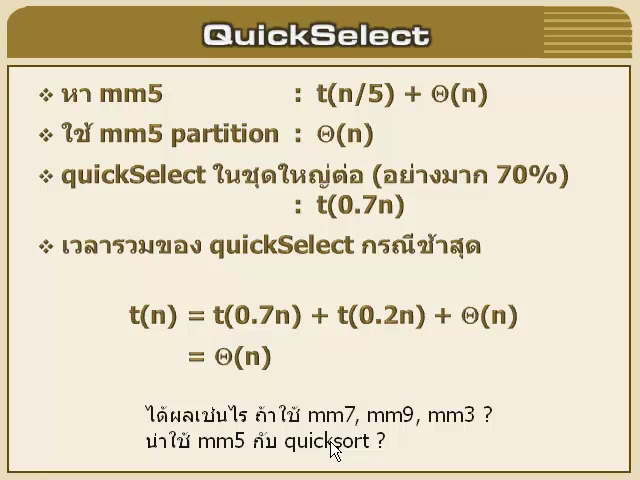 QuickSelect
❖ หา mm5 : t(n/5) + Θ(n)
❖ ใช้ mm5 partition : Θ(n)
❖ quickSelect ในชุดใหญ่ต่อ (อย่างมาก 70%)
: t(0.7n)
❖ เวลารวมของ quickSelect กรณีช้าสุด
t(n) = t(0.7n) + t(0.2n) + Θ(n)
= Θ(n)
ได้ผลเช่นไร ถ้าใช้ mm7, mm9, mm3 ?
น่าใช้ mm5 กับ quicksort ?